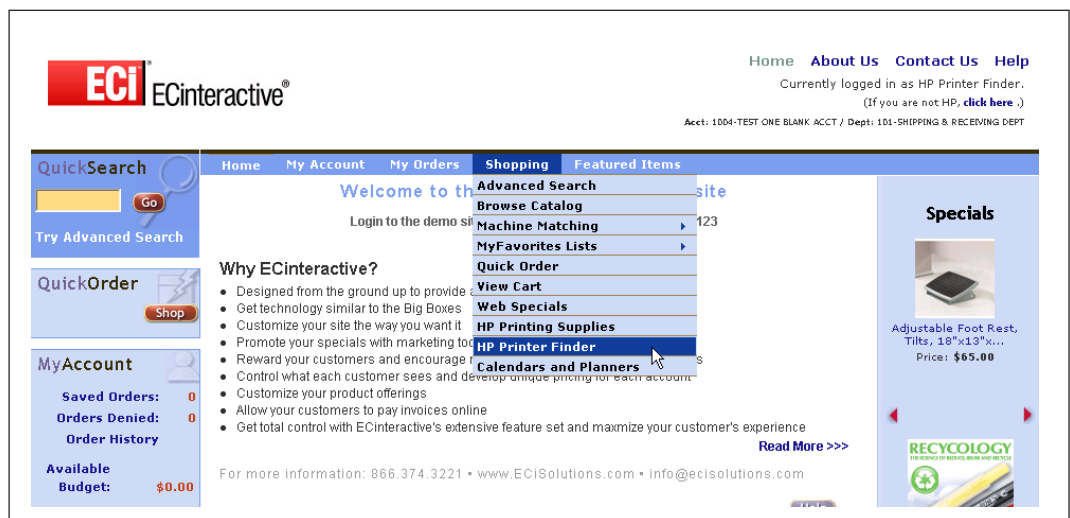 ECi ECinteractive®
Home About Us Contact Us Help
Currently logged in as HP Printer Finder.
(If you are not HP, click here .)
Acct: 1004-TEST ONE BLANK ACCT / Dept: 101-SHIPPING & RECEIVING DEPT
QuickSearch
Go
Try Advanced Search
QuickOrder
Shop
MyAccount
Saved Orders: 0
Orders Denied: 0
Order History
Available
Budget: $0.00
Home My Account My Orders Shopping Featured Items
Advanced Search
Browse Catalog
Machine Matching
MyFavorites Lists
Quick Order
View Cart
Web Specials
HP Printing Supplies
HP Printer Finder
Calendars and Planners
Welcome to th site
Login to the demo si 123
Why ECinteractive?
Designed from the ground up to provide
Get technology similar to the Big Boxes
Customize your site the way you want it
Promote your specials with marketing too
Reward your customers and encourage s
Control what each customer sees and develop unique pricing for each account
Customize your product offerings
Allow your customers to pay invoices online
Get total control with ECinteractive's extensive feature set and maxmize your customer's experience
Read More >>>
For more information: 866.374.3221 • www.ECiSolutions.com • info@ecisolutions.com
Help
Specials
Adjustable Foot Rest,
Tilts, 18"x13"x...
Price: $65.00
RECYCOLOGY